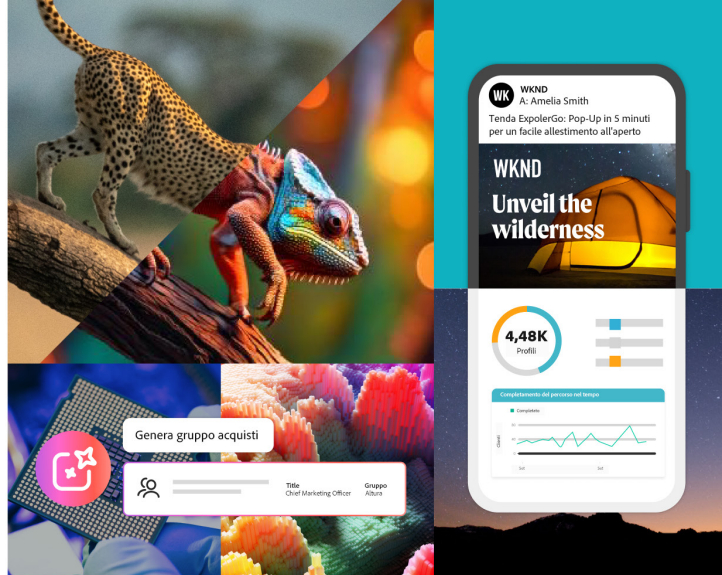 WK
WKND
A: Amelia Smith
Tenda ExpolerGo: Pop-Up in 5 minuti
per un facile allestimento all'aperto
WKND
Unveil the
wilderness
4,48K
Profili
Completamento del percorso nel tempo
Completate
Clienti
Genera gruppo acquisti
Title
Chief Marketing Officer
Gruppo
Altura